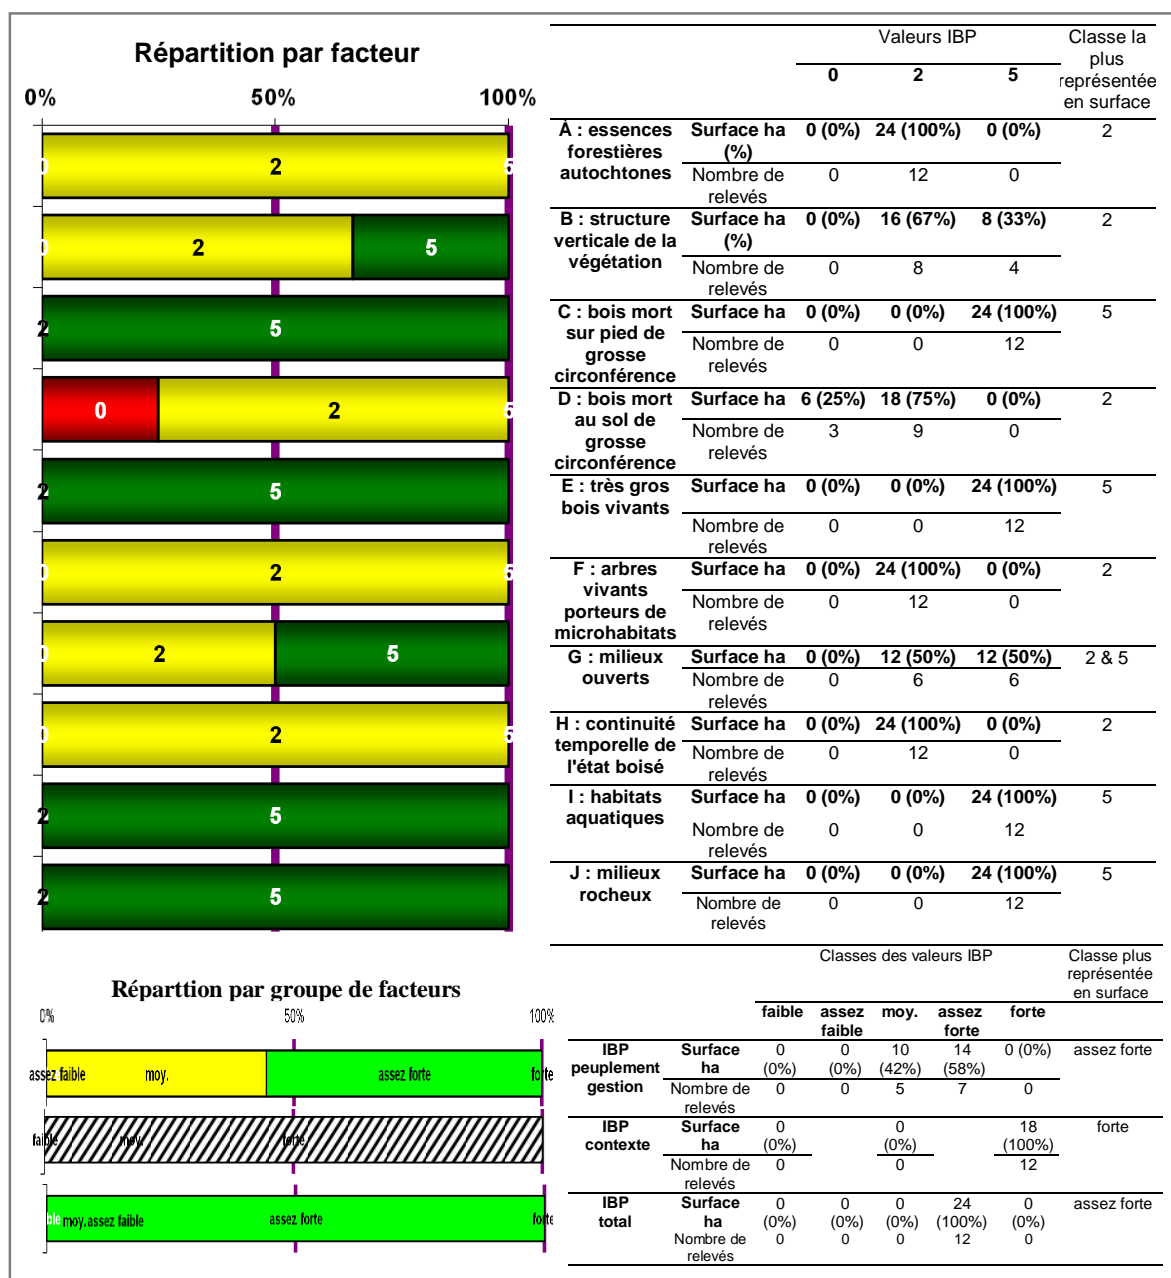 Répartition par facteur
0% 50% 100%
0 2 5
0 2 5
2 5
0 2 5
2 5
0 2 5
0 2 5
0 2 5
2 5
2 5
Valeurs IBP
Classe la
plus
représentée
en surface
0 2 5
A : essences
forestières
autochtones
Surface ha
(%)
0 (0%) 24 (100%) 0 (0%) 2
Nombre de
relevés
0 12 0
B : structure
verticale de la
végétation
Surface ha
(%)
0 (0%) 16 (67%) 8 (33%) 2
Nombre de
relevés
0 8 4
C : bois mort
sur pied de
grosse
circonférence
Surface ha 0 (0%) 0 (0%) 24 (100%) 5
Nombre de
relevés
0 0 12
D : bois mort
au sol de
grosse
circonférence
Surface ha 6 (25%) 18 (75%) 0 (0%) 2
Nombre de
relevés
3 9 0
E : très gros
bois vivants
Surface ha 0 (0%) 0 (0%) 24 (100%) 5
Nombre de
relevés
0 0 12
F : arbres
vivants
porteurs de
microhabitats
Surface ha 0 (0%) 24 (100%) 0 (0%) 2
Nombre de
relevés
0 12 0
G : milieux
ouverts
Surface ha 0 (0%) 12 (50%) 12 (50%) 2 & 5
Nombre de
relevés
0 6 6
H : continuité
temporelle de
l'état boisé
Surface ha 0 (0%) 24 (100%) 0 (0%) 2
Nombre de
relevés
0 12 0
I : habitats
aquatiques
Surface ha 0 (0%) 0 (0%) 24 (100%) 5
Nombre de
relevés
0 0 12
J : milieux
rocheux
Surface ha 0 (0%) 0 (0%) 24 (100%) 5
Nombre de
relevés
0 0 12
Réparttion par groupe de facteurs
0% 50% 100%
assez faible moy. assez forte forte
faible moy. forte
moy. assez faible assez forte forte
Classes des valeurs IBP
Classe plus
représentée
en surface
faible assez faible moy. assez forte forte
IBP
peuplement
gestion
Surface
ha
0 (0%) 0 (0%) 10 (42%) 14 (58%) 0 (0%) assez forte
Nombre de
relevés
0 0 5 7 0
IBP
contexte
Surface
ha
0 (0%) 0 (0%) 18 (100%) forte
Nombre de
relevés
0 0 12
IBP
total
Surface
ha
0 (0%) 0 (0%) 0 (0%) 24 (100%) 0 (0%) assez forte
Nombre de
relevés
0 0 0 12 0